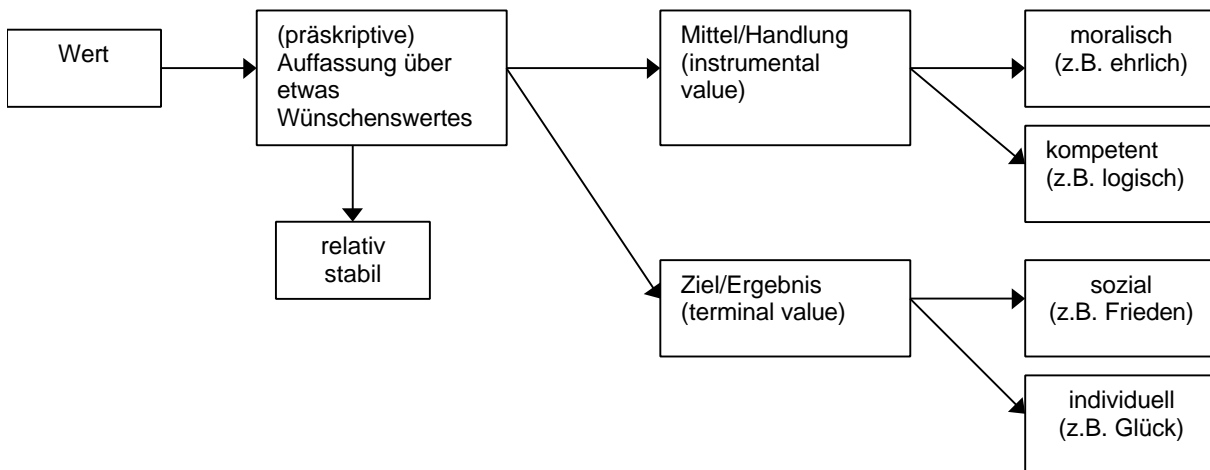 Wert
(präskriptive)
Auffassung über
etwas
Wünschenswertes
relativ
stabil
Mittel/Handlung
(instrumental
value)
Ziel/Ergebnis
(terminal value)
moralisch
(z.B. ehrlich)
kompetent
(z.B. logisch)
sozial
(z.B. Frieden)
individuell
(z.B. Glück)